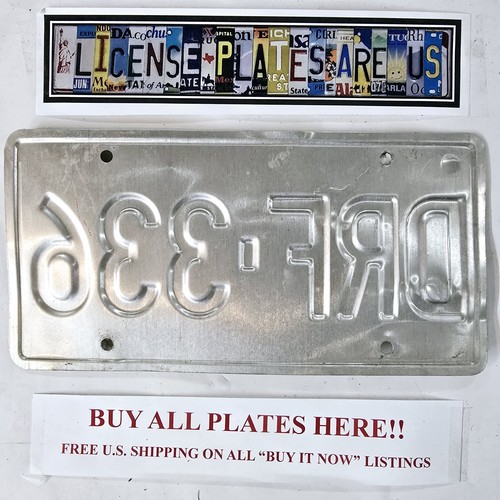 LICENSE PLATES ARE US
DRF-336
BUY ALL PLATES HERE!!
FREE U.S. SHIPPING ON ALL “BUY IT NOW” LISTINGS